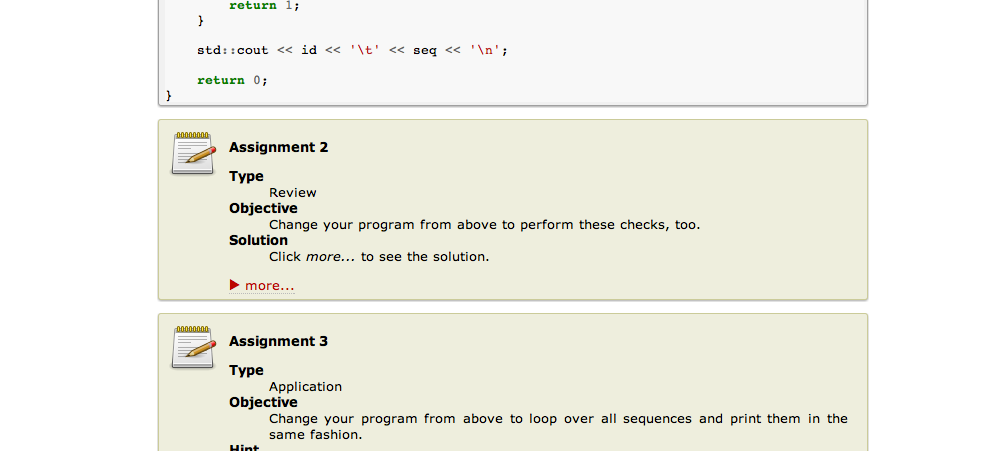 return 1;
}
std::cout << id << '\t' << seq << '\n';
return 0;
}
Assignment 2
Type
Review
Objective
Change your program from above to perform these checks, too.
Solution
Click more... to see the solution.
more...
Assignment 3
Type
Application
Objective
Change your program from above to loop over all sequences and print them in the
same fashion.
Hint